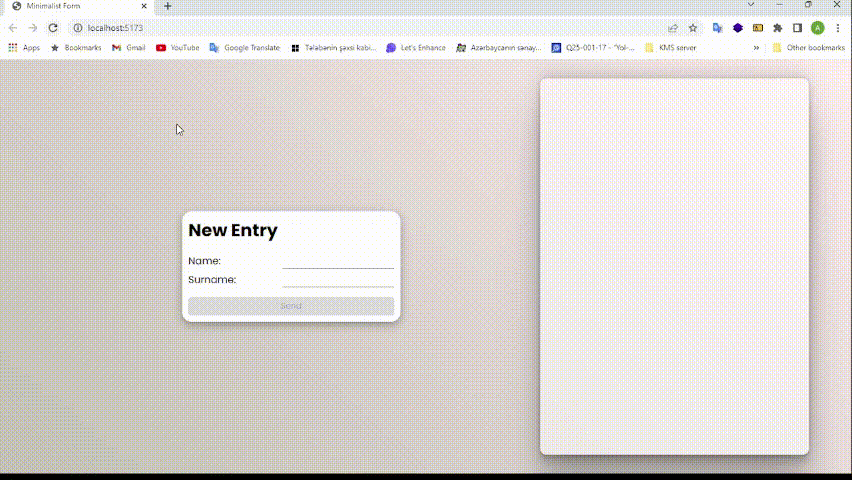 Minimalist Form
localhost:5173
Apps Bookmarks Gmail YouTube Google Translate Tələbənin şəxsi kabi... Let's Enhance Azərbaycanın sənay... Q25-001-17 – "Yol-... KMS server » Other bookmarks
A
New Entry
Name:
Surname:
Send